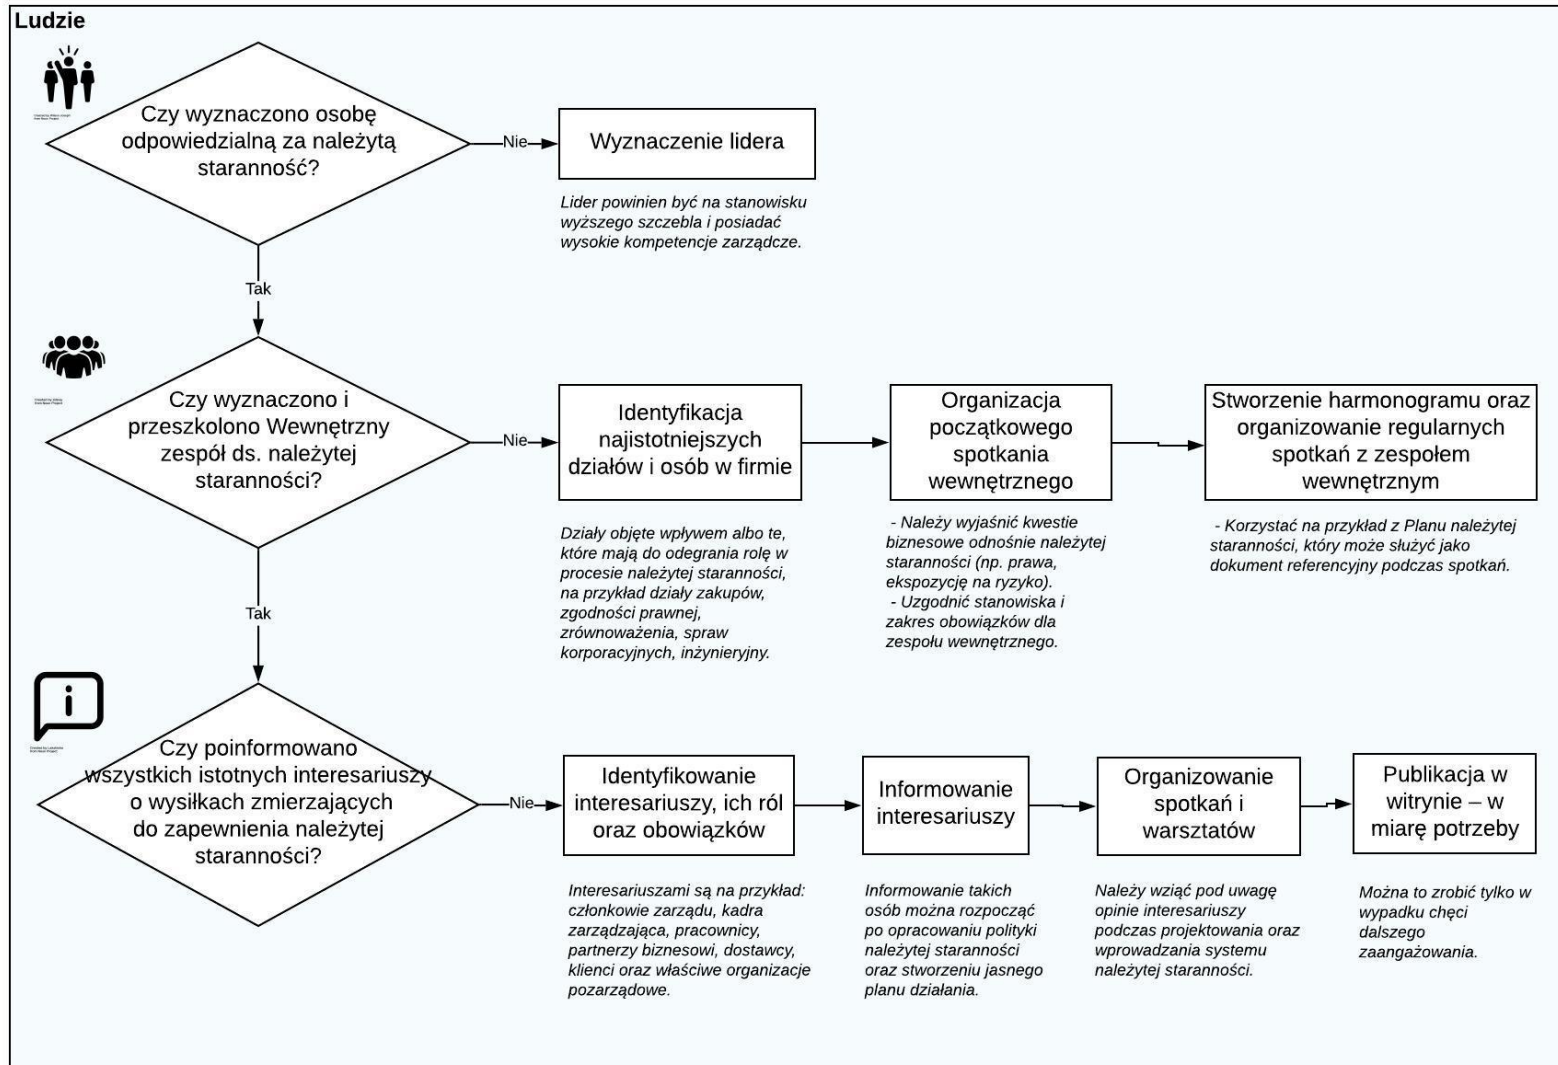 Ludzie
Czy wyznaczono osobę
odpowiedzialną za należytą
staranność?
Nie
Wyznaczenie lidera
Lider powinien być na stanowisku
wyższego szczebla i posiadać
wysokie kompetencje zarządcze.
Tak
Czy wyznaczono i
przeszkolono Wewnętrzny
zespół ds. należytej
staranności?
Nie
Identyfikacja
najistotniejszych
działów i osób w firmie
Organizacja
początkowego
spotkania
wewnętrznego
Stworzenie harmonogramu oraz
organizowanie regularnych
spotkań z zespołem
wewnętrznym
Działy objęte wpływem albo te,
które mają do odegrania rolę w
procesie należytej staranności,
na przykład działy zakupów,
zgodności prawnej,
zrównoważenia, spraw
korporacyjnych, inżynieryjny.
- Należy wyjaśnić kwestie
biznesowe odnośnie należytej
staranności (np. prawa,
ekspozycję na ryzyko).
- Uzgodnić stanowiska i
zakres obowiązków dla
zespołu wewnętrznego.
- Korzystać na przykład z Planu należytej
staranności, który może służyć jako
dokument referencyjny podczas spotkań.
Tak
Czy poinformowano
wszystkich istotnych interesariuszy
o wysiłkach zmierzających
do zapewnienia należytej
staranności?
Nie
Identyfikowanie
interesariuszy, ich ról
oraz obowiązków
Informowanie
interesariuszy
Organizowanie
spotkań i
warsztatów
Publikacja w
witrynie – w
miarę potrzeby
Interesariuszami są na przykład:
członkowie zarządu, kadra
zarządzająca, pracownicy,
partnerzy biznesowi, dostawcy,
klienci oraz właściwe organizacje
pozarządowe.
Informowanie takich
osób można rozpocząć
po opracowaniu polityki
należytej staranności
oraz stworzeniu jasnego
planu działania.
Należy wziąć pod uwagę
opinie interesariuszy
podczas projektowania oraz
wprowadzania systemu
należytej staranności.
Można to zrobić tylko w
wypadku chęci
dalszego
zaangażowania.